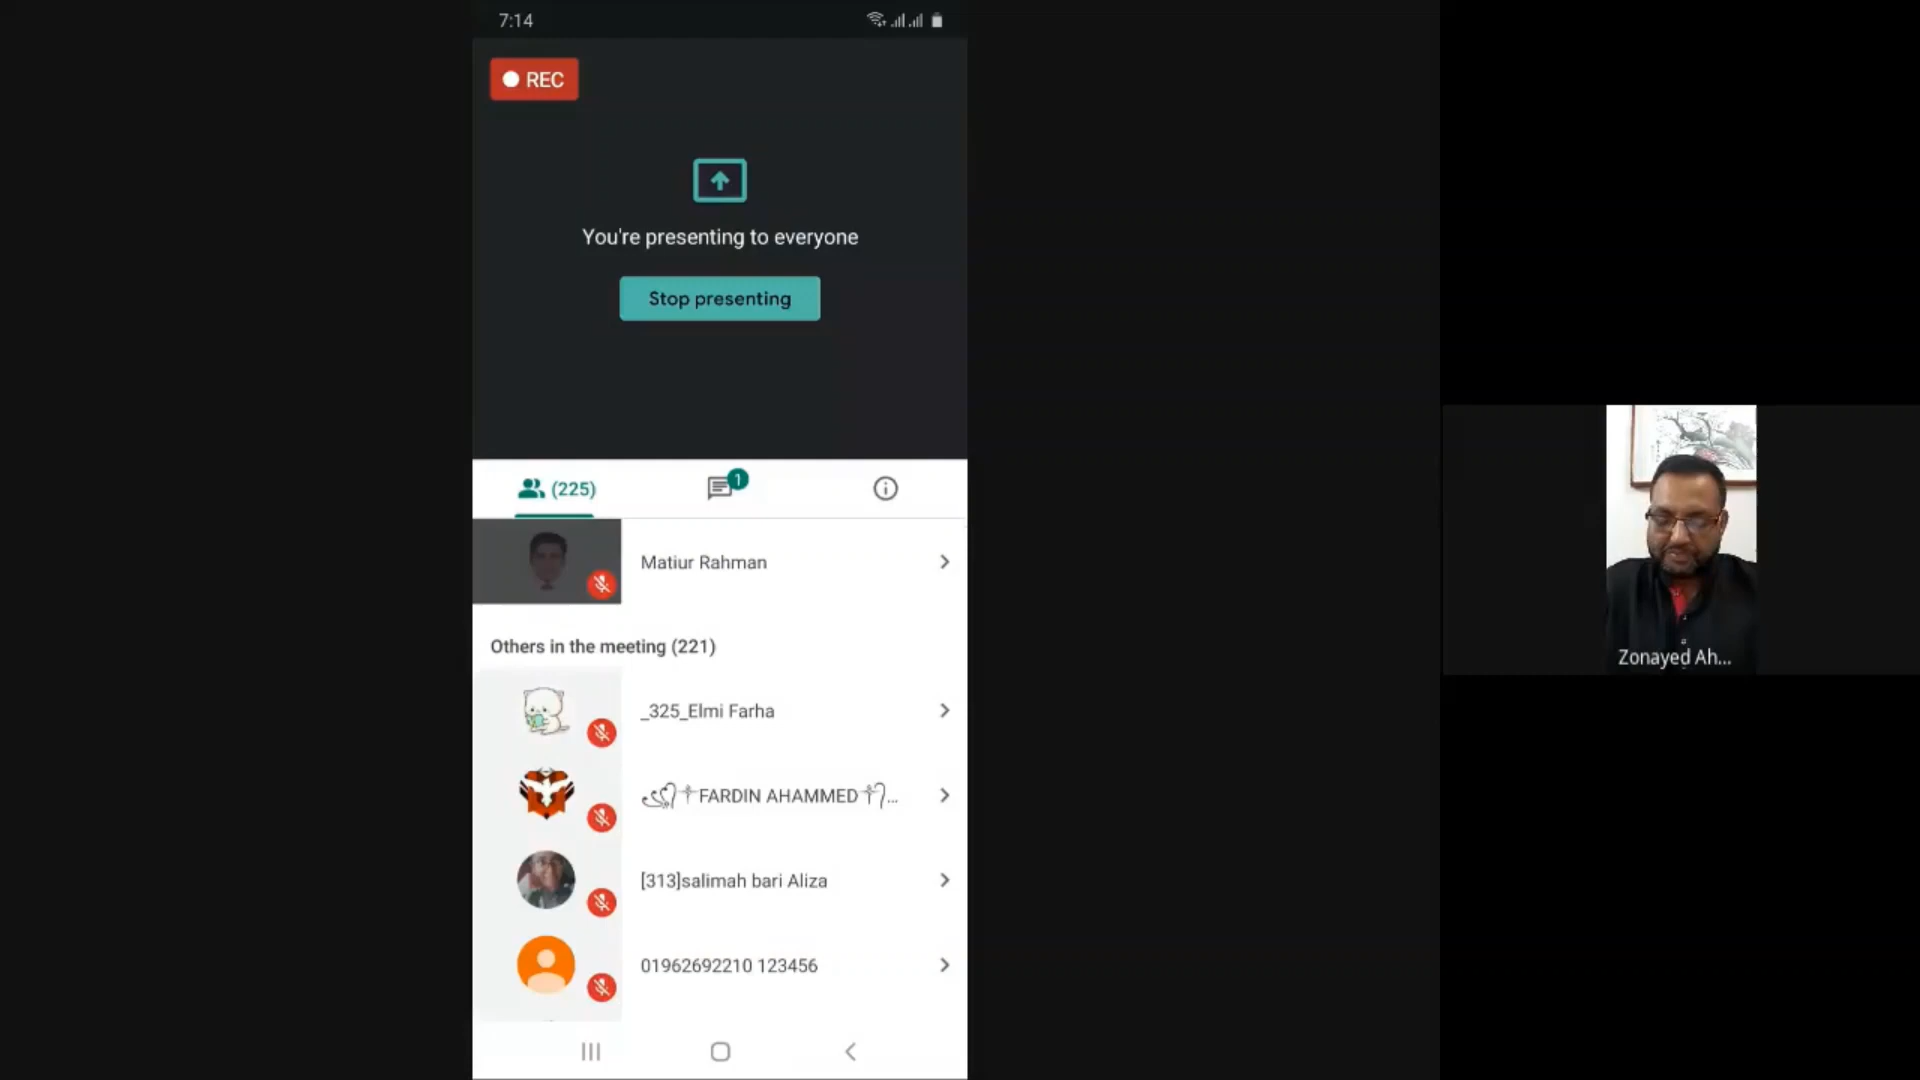 7:14
REC
You're presenting to everyone
Stop presenting
(225)
1
Matiur Rahman
Others in the meeting (221)
_325_Elmi Farha
FARDIN AHAMMED...
[313]salimah bari Aliza
01962692210 123456
Zonayed Ah...